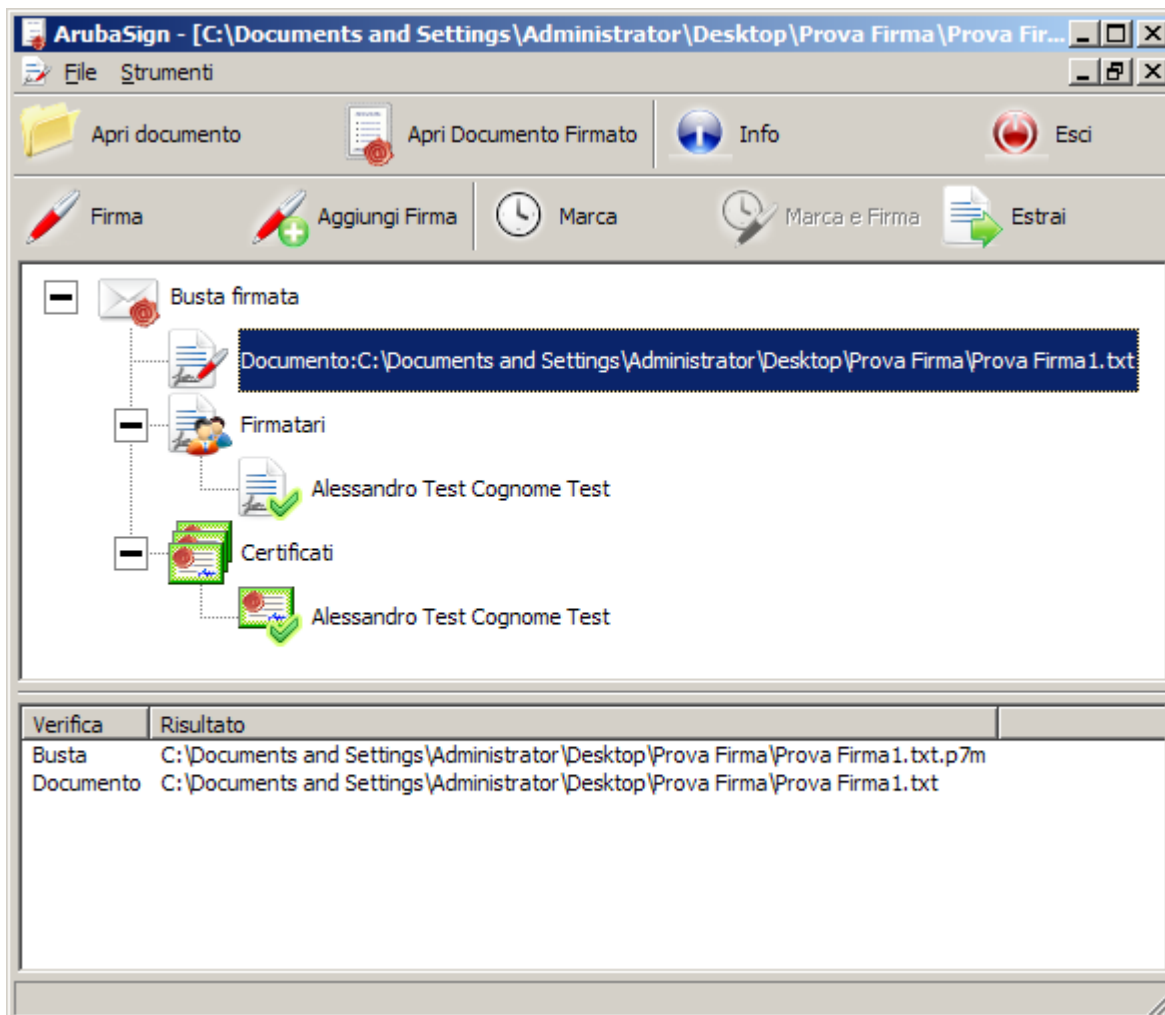 ArubaSign - [C:\Documents and Settings\Administrator\Desktop\Prova Firma\Prova Fir...
File Strumenti
Apri documento Apri Documento Firmato Info Esci
Firma Aggiungi Firma Marca Marca e Firma Estrai
Busta firmata
Documento:C:\Documents and Settings\Administrator\Desktop\Prova Firma\Prova Firma1.txt
Firmatari
Alessandro Test Cognome Test
Certificati
Alessandro Test Cognome Test
Verifica Risultato
Busta C:\Documents and Settings\Administrator\Desktop\Prova Firma\Prova Firma1.txt.p7m
Documento C:\Documents and Settings\Administrator\Desktop\Prova Firma\Prova Firma1.txt